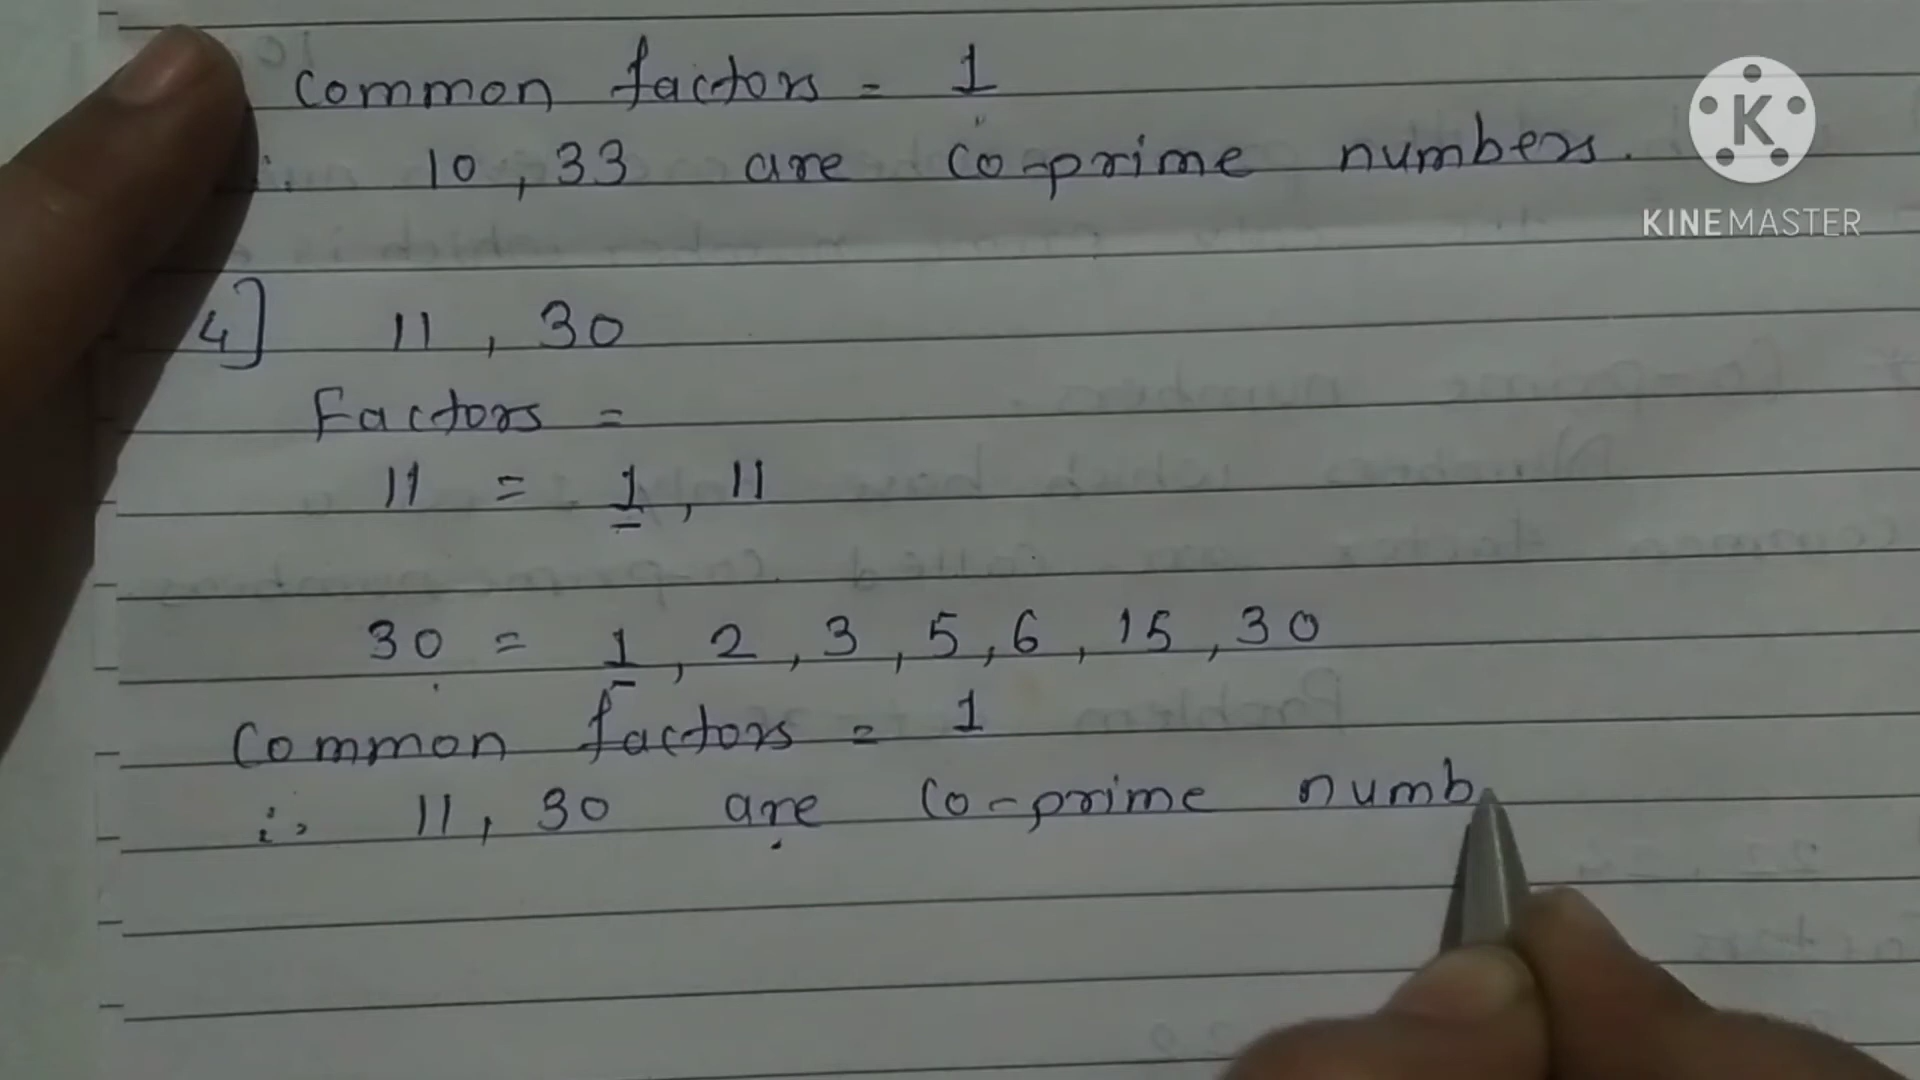 Common factors = 1
∴ 10, 33 are co-prime numbers.
K
KINEMASTER
4] 11, 30
Factors =
11 = 1, 11
30 = 1, 2, 3, 5, 6, 15, 30
Common factors = 1
∴ 11, 30 are co-prime numb